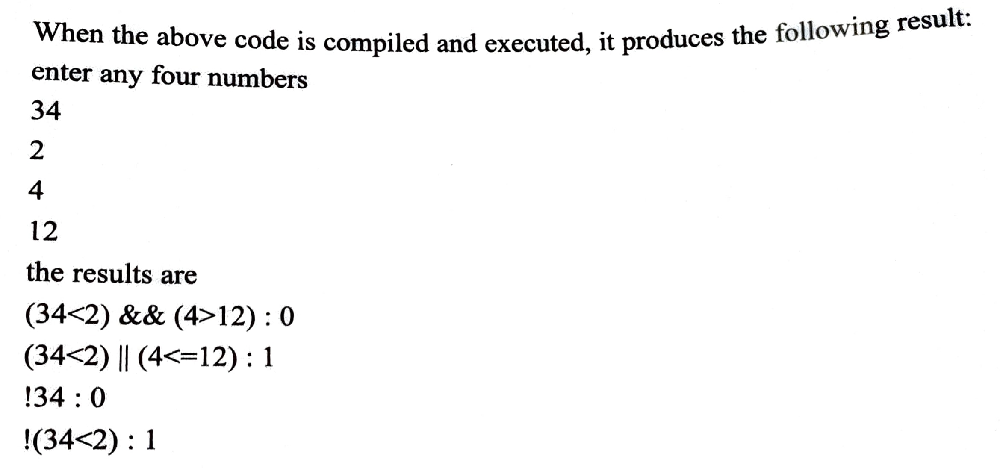 When the above code is compiled and executed, it produces the following result:
enter any four numbers
34
2
4
12
the results are
(34<2) && (4>12) : 0
(34<2) || (4<=12) : 1
!34 : 0
!(34<2) : 1